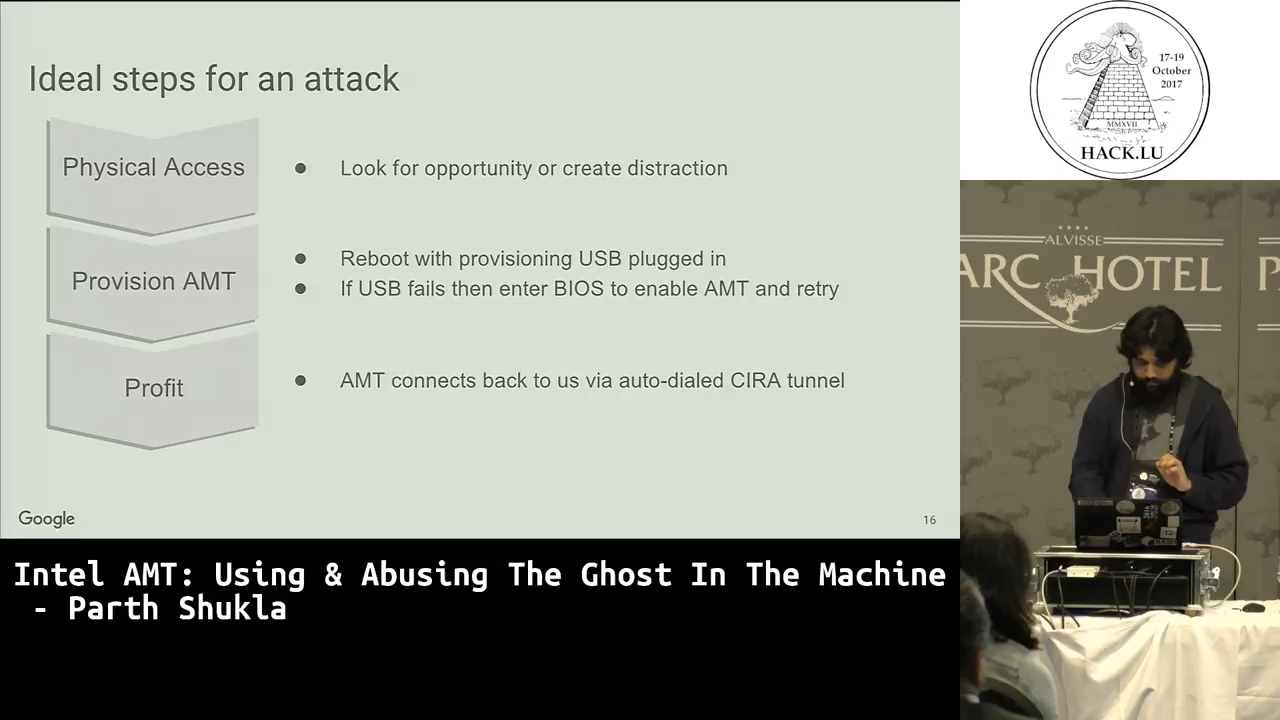 Ideal steps for an attack
Physical Access
● Look for opportunity or create distraction
Provision AMT
● Reboot with provisioning USB plugged in
● If USB fails then enter BIOS to enable AMT and retry
Profit
● AMT connects back to us via auto-dialed CIRA tunnel
Google
16
Intel AMT: Using & Abusing The Ghost In The Machine
- Parth Shukla
17-19
October
2017
MMXVII
HACK.LU
ALVISSE
PARC HOTEL